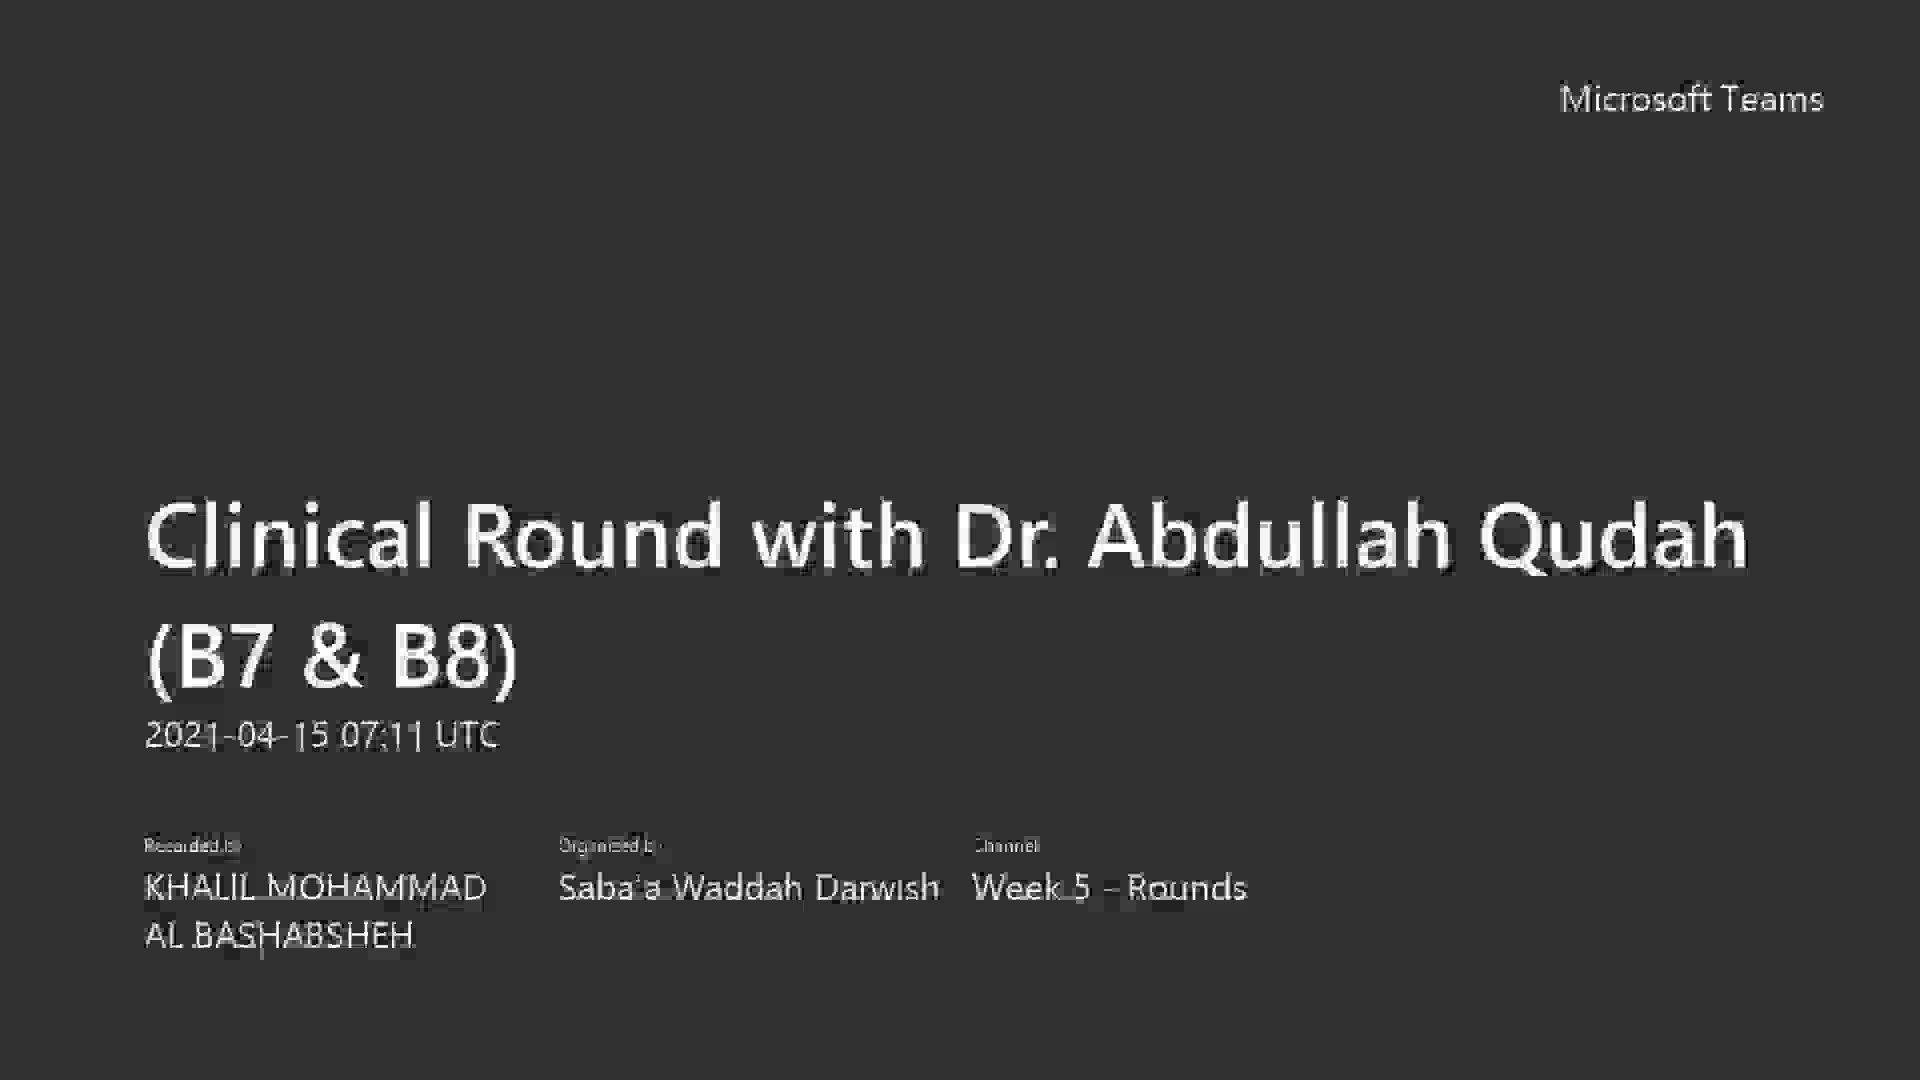 Microsoft Teams
Clinical Round with Dr. Abdullah Qudah
(B7 & B8)
2021-04-15 07:11 UTC
Recorded by
Organized by
Channel
KHALIL MOHAMMAD
Saba'a Waddah Darwish
Week 5 - Rounds
AL BASHABSHEH